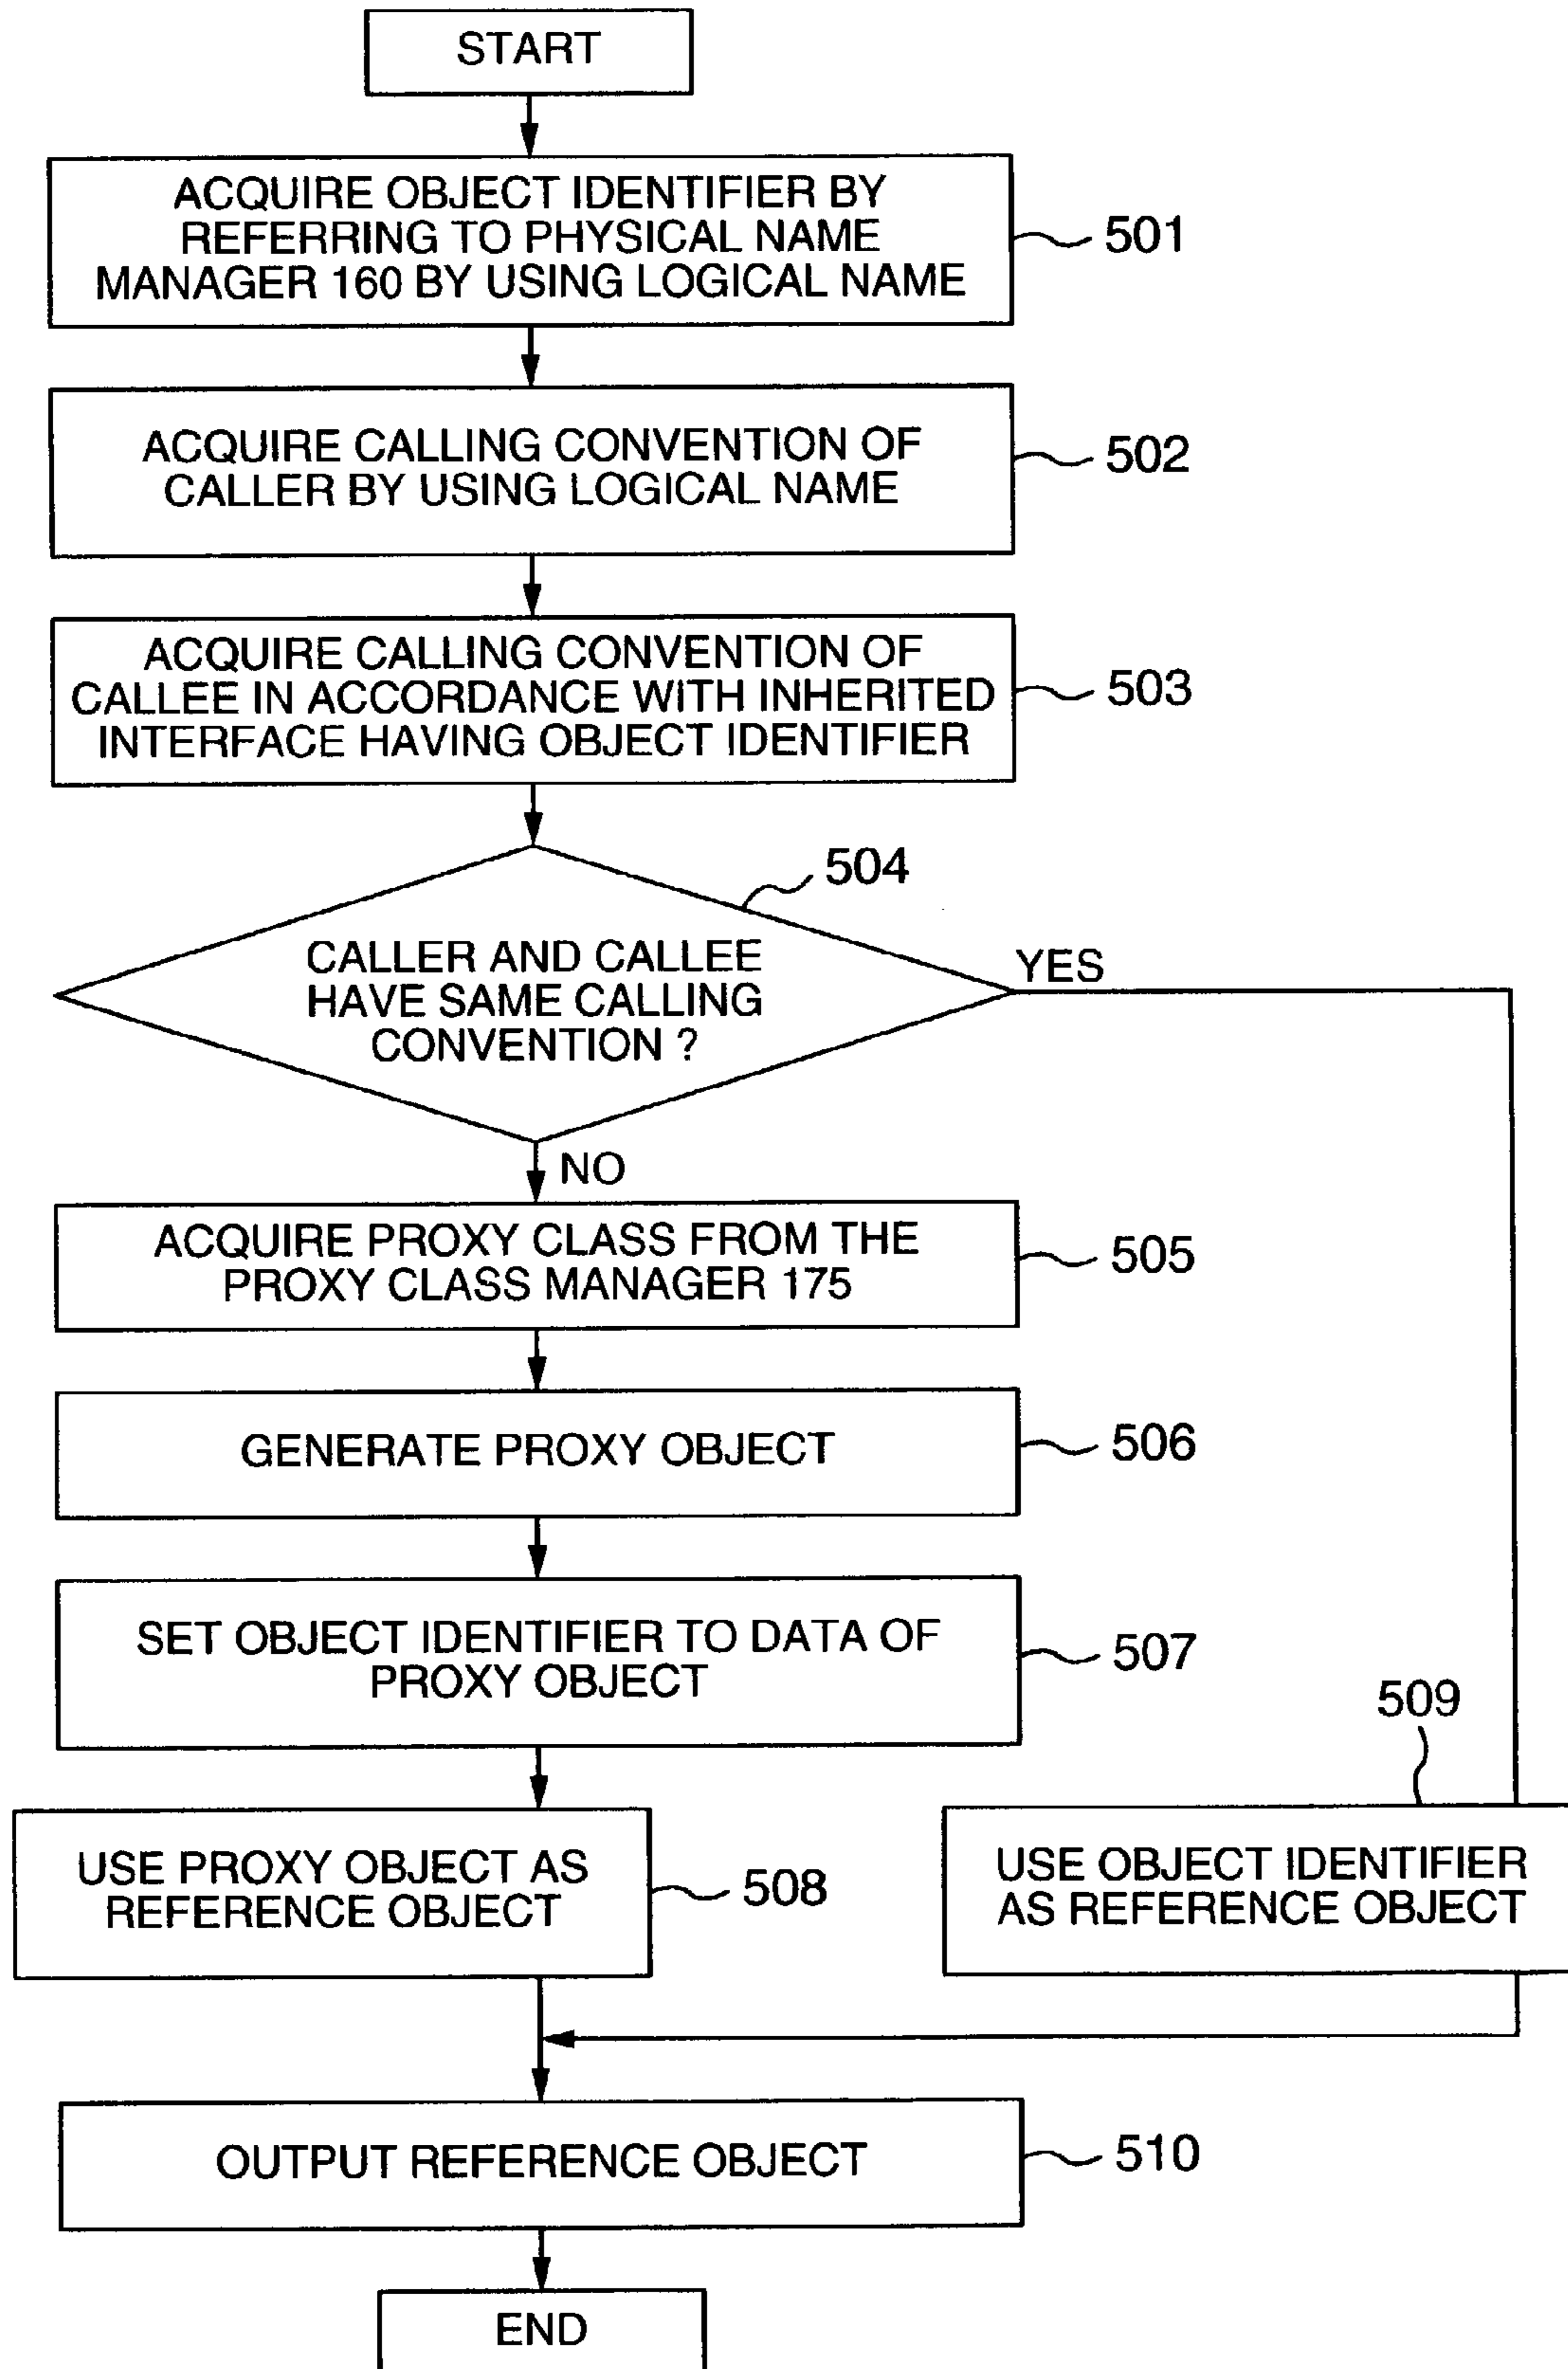 START
ACQUIRE OBJECT IDENTIFIER BY
REFERRING TO PHYSICAL NAME
MANAGER 160 BY USING LOGICAL NAME
501
ACQUIRE CALLING CONVENTION OF
CALLER BY USING LOGICAL NAME
502
ACQUIRE CALLING CONVENTION OF
CALLEE IN ACCORDANCE WITH INHERITED
INTERFACE HAVING OBJECT IDENTIFIER
503
504
CALLER AND CALLEE
HAVE SAME CALLING
CONVENTION ?
YES
NO
ACQUIRE PROXY CLASS FROM THE
PROXY CLASS MANAGER 175
505
GENERATE PROXY OBJECT
506
SET OBJECT IDENTIFIER TO DATA OF
PROXY OBJECT
507
USE PROXY OBJECT AS
REFERENCE OBJECT
508
509
USE OBJECT IDENTIFIER
AS REFERENCE OBJECT
OUTPUT REFERENCE OBJECT
510
END